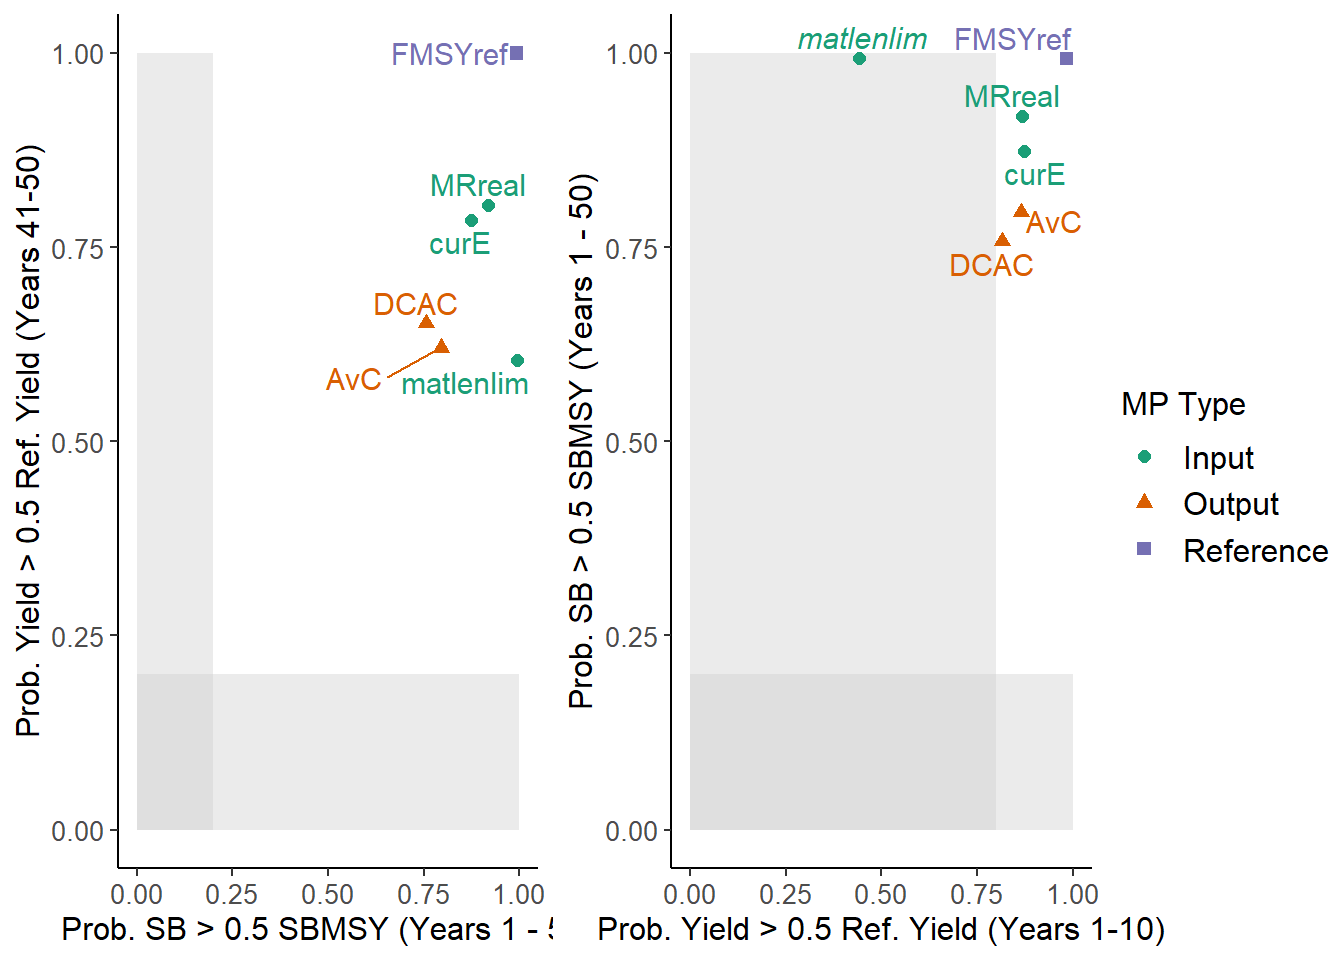 Prob. Yield > 0.5 Ref. Yield (Years 41-50)
1.00
0.75
0.50
0.25
0.00
FMSYref
MRreal
curE
DCAC
AvC
matlenlim
0.00 0.25 0.50 0.75 1.00
Prob. SB > 0.5 SBMSY (Years 1 - 5
Prob. SB > 0.5 SBMSY (Years 1 - 50)
1.00
0.75
0.50
0.25
0.00
matlenlim
FMSYref
MRreal
curE
AvC
DCAC
0.00 0.25 0.50 0.75 1.00
Prob. Yield > 0.5 Ref. Yield (Years 1-10)
MP Type
Input
Output
Reference